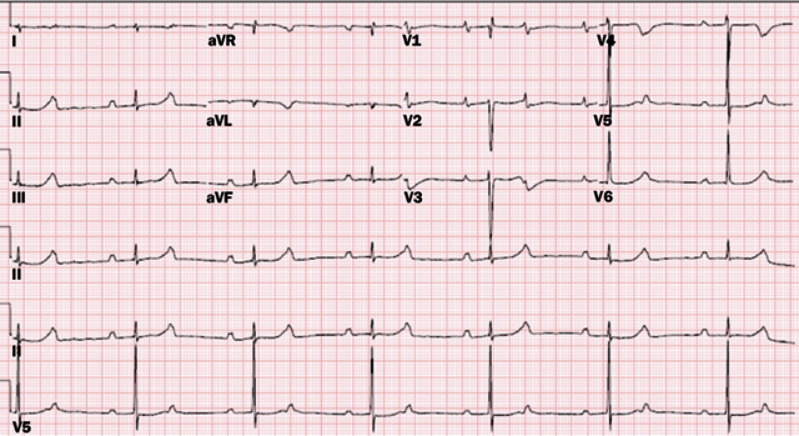 I aVR V1 V4
II aVL V2 V5
III aVF V3 V6
II
II
V5